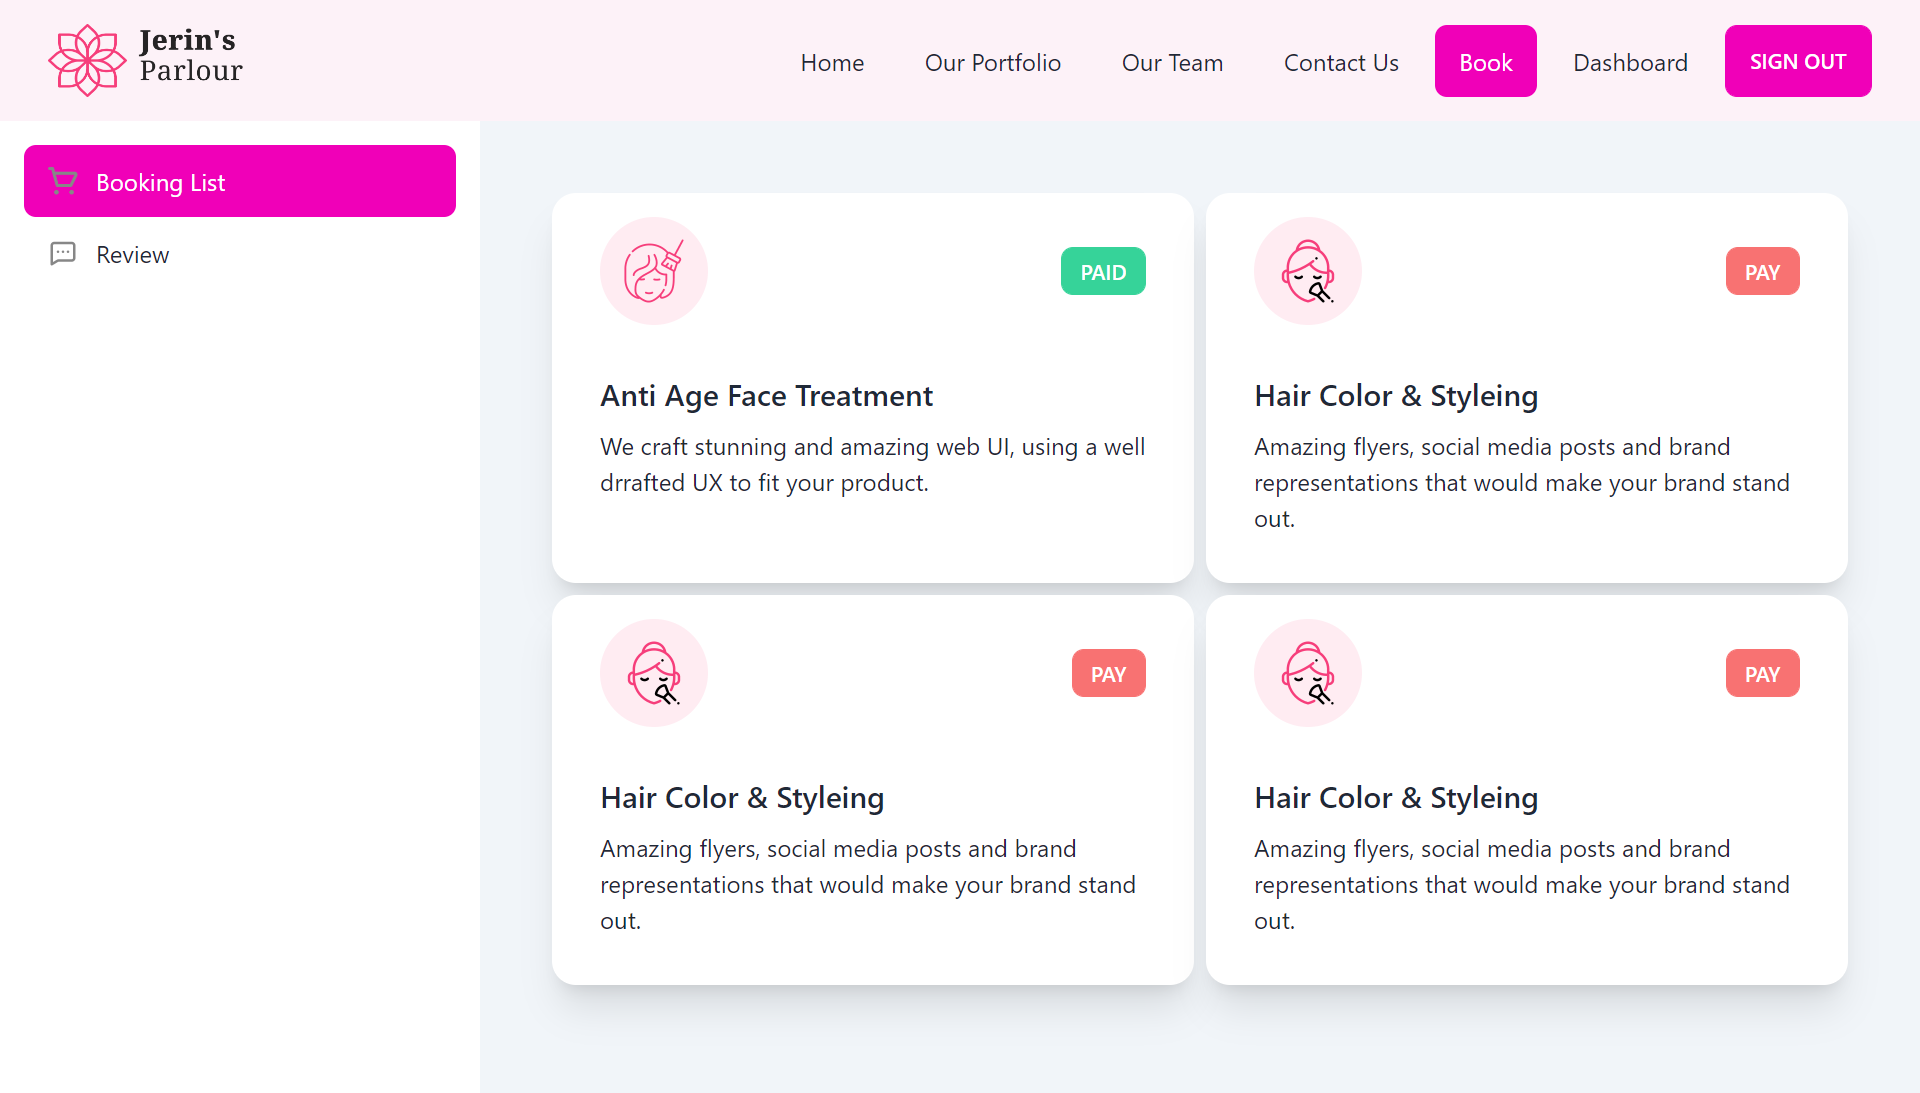 Jerin's
Parlour
Home
Our Portfolio
Our Team
Contact Us
Book
Dashboard
SIGN OUT
Booking List
Review
PAID
Anti Age Face Treatment
We craft stunning and amazing web UI, using a well
drrafted UX to fit your product.
PAY
Hair Color & Styleing
Amazing flyers, social media posts and brand
representations that would make your brand stand
out.
PAY
Hair Color & Styleing
Amazing flyers, social media posts and brand
representations that would make your brand stand
out.
PAY
Hair Color & Styleing
Amazing flyers, social media posts and brand
representations that would make your brand stand
out.